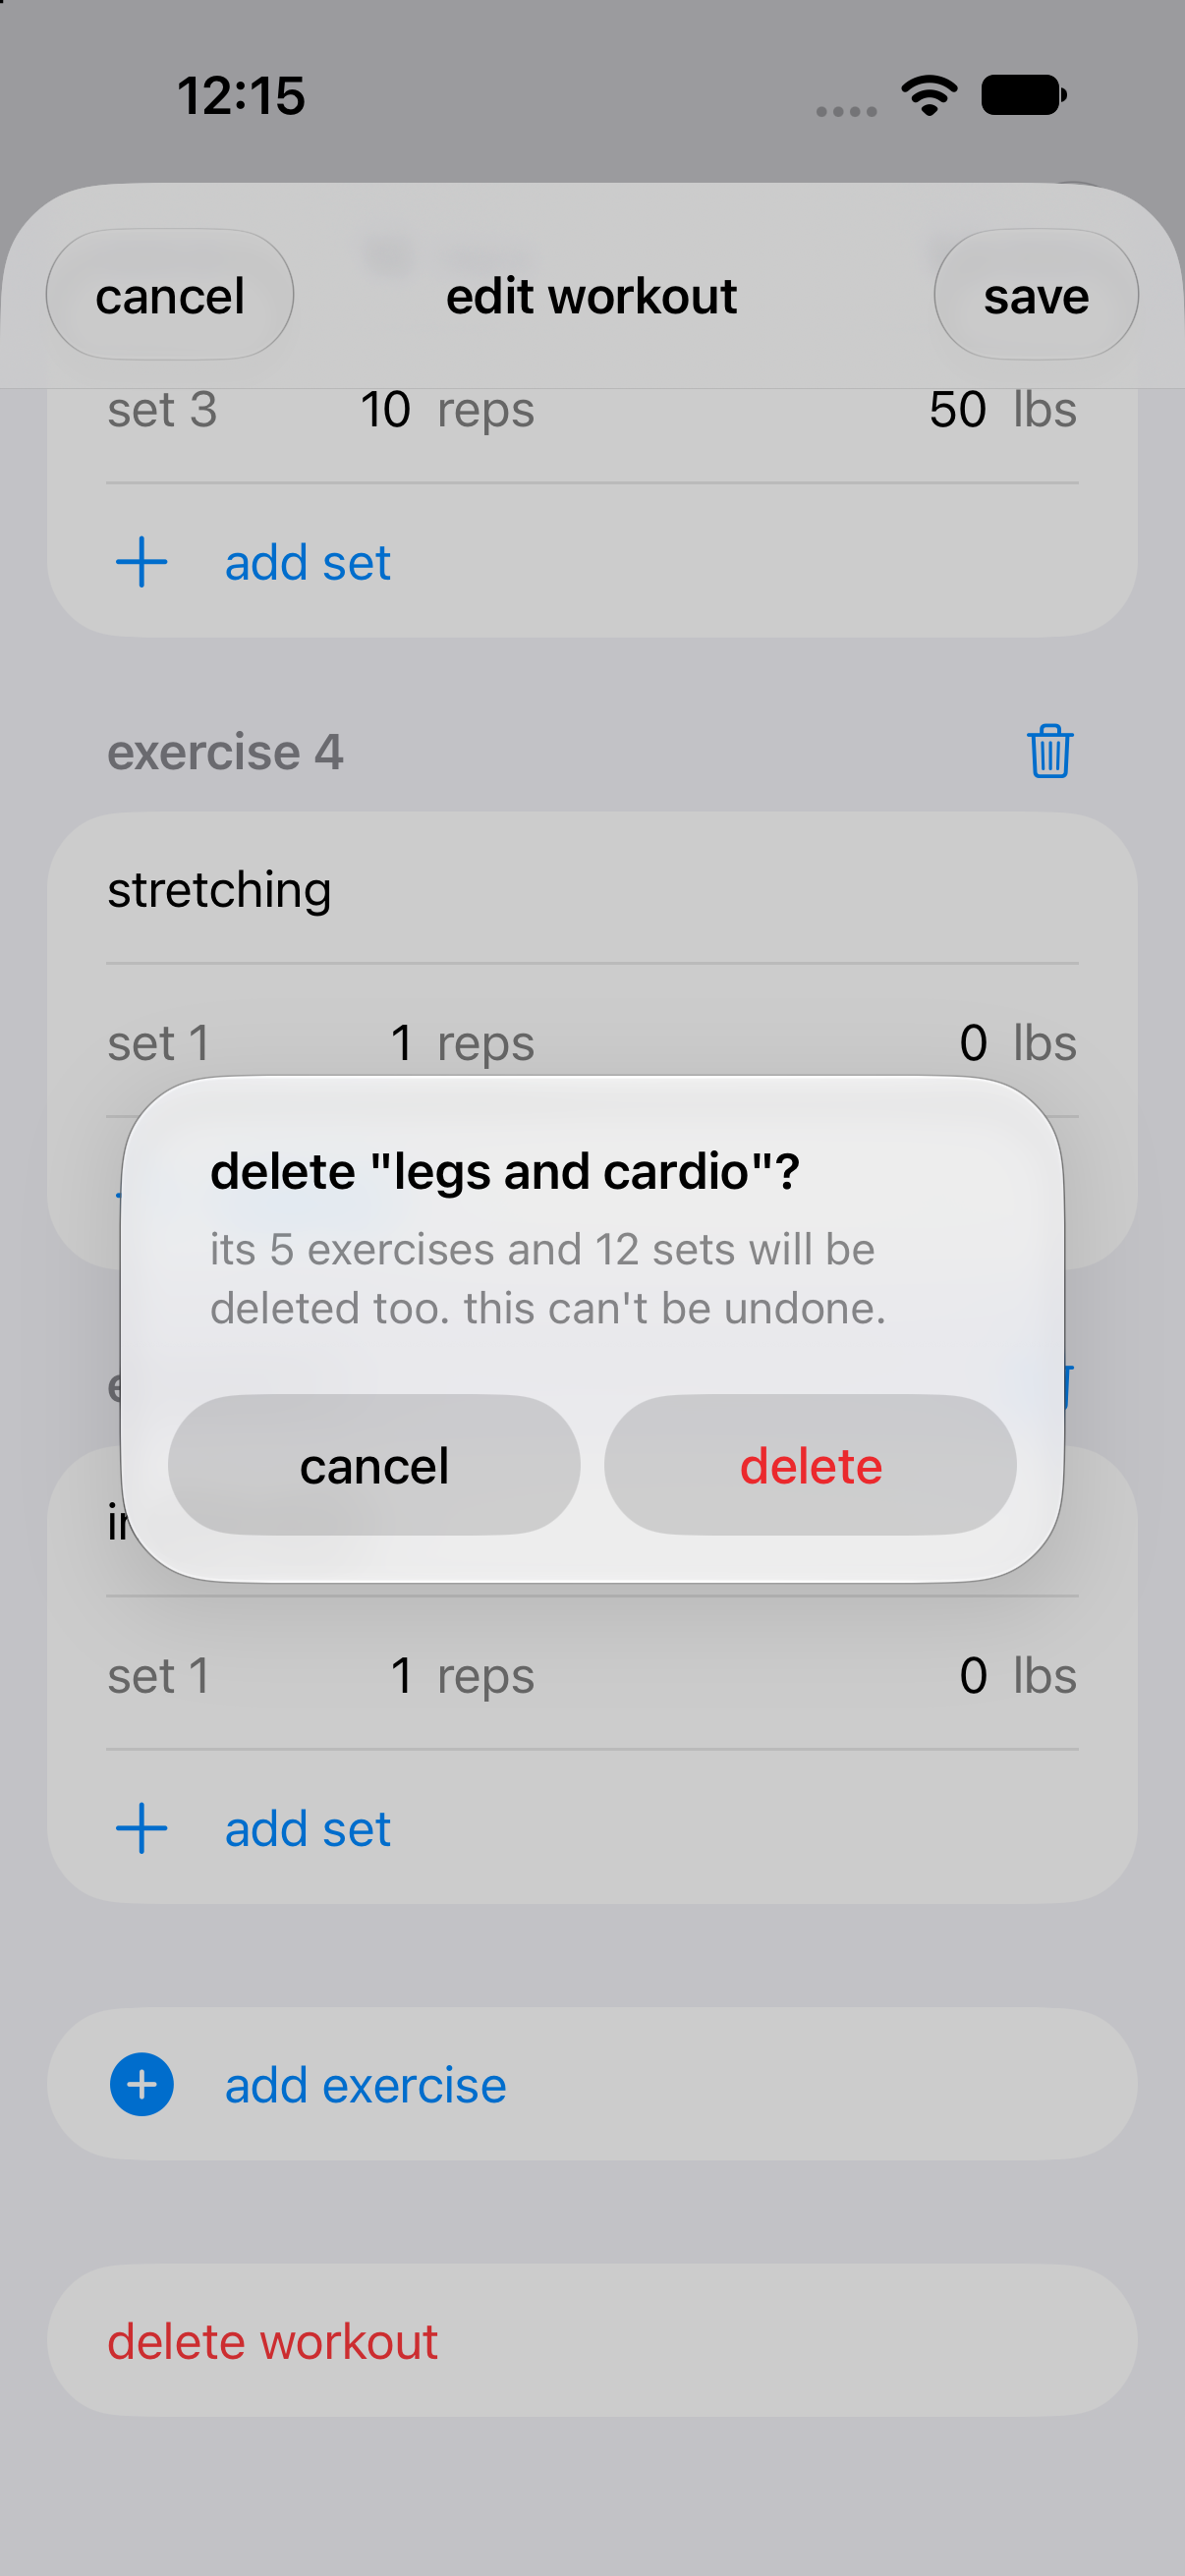 12:15
cancel edit workout save
set 3 10 reps 50 lbs
add set
exercise 4
stretching
set 1 1 reps 0 lbs
delete "legs and cardio"?
its 5 exercises and 12 sets will be
deleted too. this can't be undone.
cancel delete
set 1 1 reps 0 lbs
add set
add exercise
delete workout